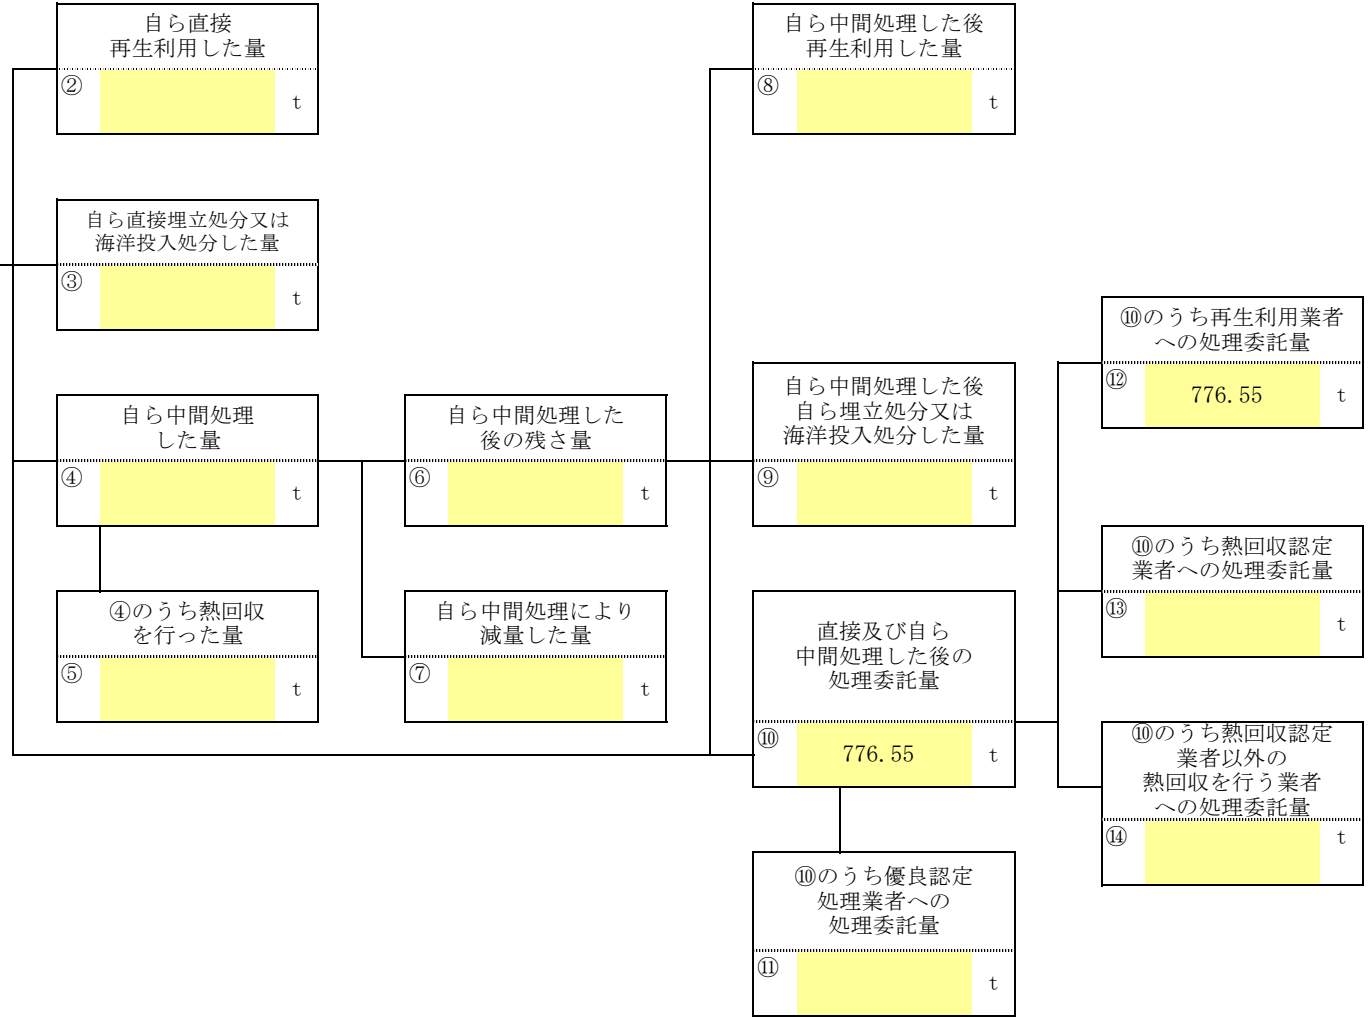 自ら直接
再生利用した量
②
t
自ら中間処理した後
再生利用した量
⑧
t
自ら直接埋立処分又は
海洋投入処分した量
③
t
⑩のうち再生利用業者
への処理委託量
⑫
776.55
t
自ら中間処理
した量
④
t
自ら中間処理した
後の残さ量
⑥
t
自ら中間処理した後
自ら埋立処分又は
海洋投入処分した量
⑨
t
⑩のうち熱回収認定
業者への処理委託量
⑬
t
④のうち熱回収
を行った量
⑤
t
自ら中間処理により
減量した量
⑦
t
直接及び自ら
中間処理した後の
処理委託量
⑩
776.55
t
⑩のうち熱回収認定
業者以外の
熱回収を行う業者
への処理委託量
⑭
t
⑩のうち優良認定
処理業者への
処理委託量
⑪
t